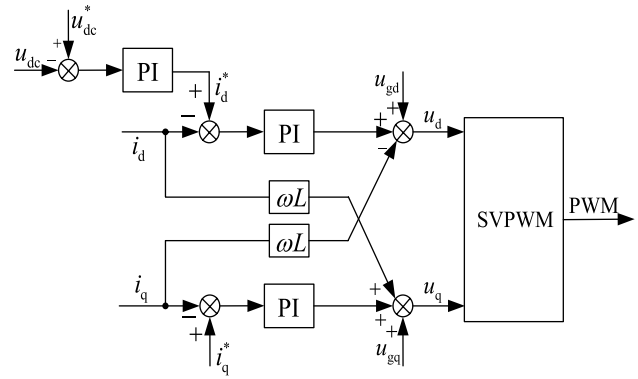 u*dc
+
udc −
PI
+ i*d
ugd
+
− + ud
id PI −
ωL
SVPWM PWM
ωL
iq + uq
− PI +
+ +
i*q ugq